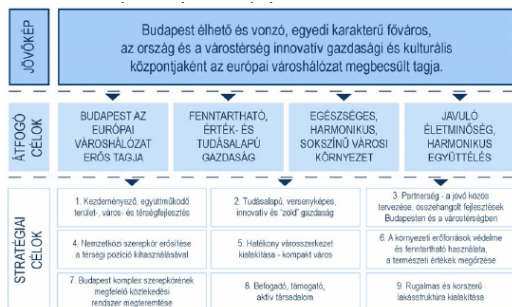 JÖVŐKÉP
Budapest élhető és vonzó, egyedi karakterű főváros,
az ország és a várostérség innovatív gazdasági és kulturális
központjaként az európai városhálózat megbecsült tagja.
ÁTFOGÓ
CÉLOK
BUDAPEST AZ
EURÓPAI
VÁROSHÁLÓZAT
ERŐS TAGJA
FENNTARTHATÓ,
ÉRTÉK- ÉS
TUDÁSALAPÚ
GAZDASÁG
EGÉSZSÉGES,
HARMONIKUS,
SOKSZÍNŰ VÁROSI
KÖRNYEZET
JAVULÓ
ÉLETMINŐSÉG,
HARMONIKUS
EGYÜTTÉLÉS
STRATÉGIAI
CÉLOK
1. Kezdeményező, együttműködő
terület-, város- és térségfejlesztés
2. Tudásalapú, versenyképes,
innovatív és "zöld" gazdaság
3. Partnerség - a jövő közös
tervezése, összehangolt fejlesztések
Budapesten és a várostérségben
4. Nemzetközi szerepkör erősítése
a térségi pozíció kihasználásával
5. Hatékony városszerkezet
kialakítása - kompakt város
6. A környezeti erőforrások védelme
és fenntartható használata,
a természeti értékek megőrzése
7. Budapest komplex szerepkörének
megfelelő közlekedési
rendszer megteremtése
8. Befogadó, támogató,
aktív társadalom
9. Rugalmas és korszerű
lakásstruktúra kialakítása